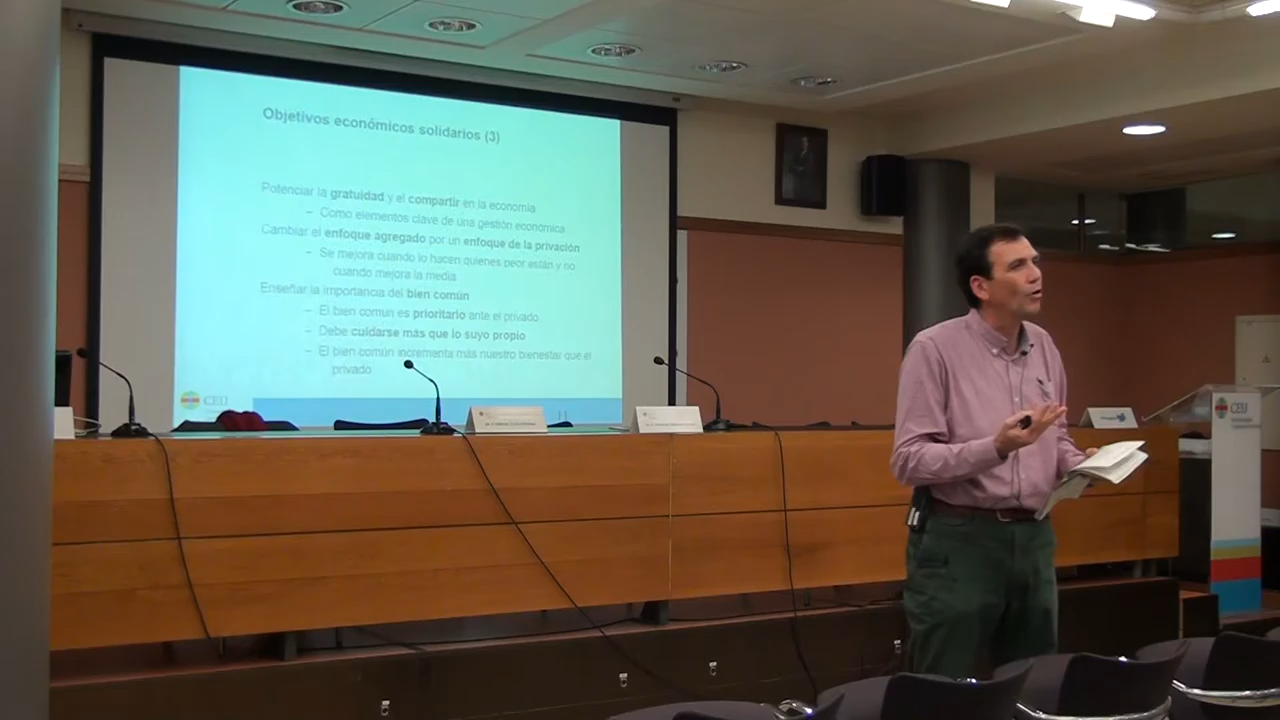 Objetivos económicos solidarios (3)
Potenciar la gratuidad y el compartir en la economía
– Como elementos clave de una gestión económica
Cambiar el enfoque agregado por un enfoque de la privación
– Se mejora cuando lo hacen quienes peor están y no
cuando mejora la media
Enseñar la importancia del bien común
– El bien común es prioritario ante el privado
– Debe cuidarse más que lo suyo propio
– El bien común incrementa más nuestro bienestar que el
privado
CEU
11
CEU